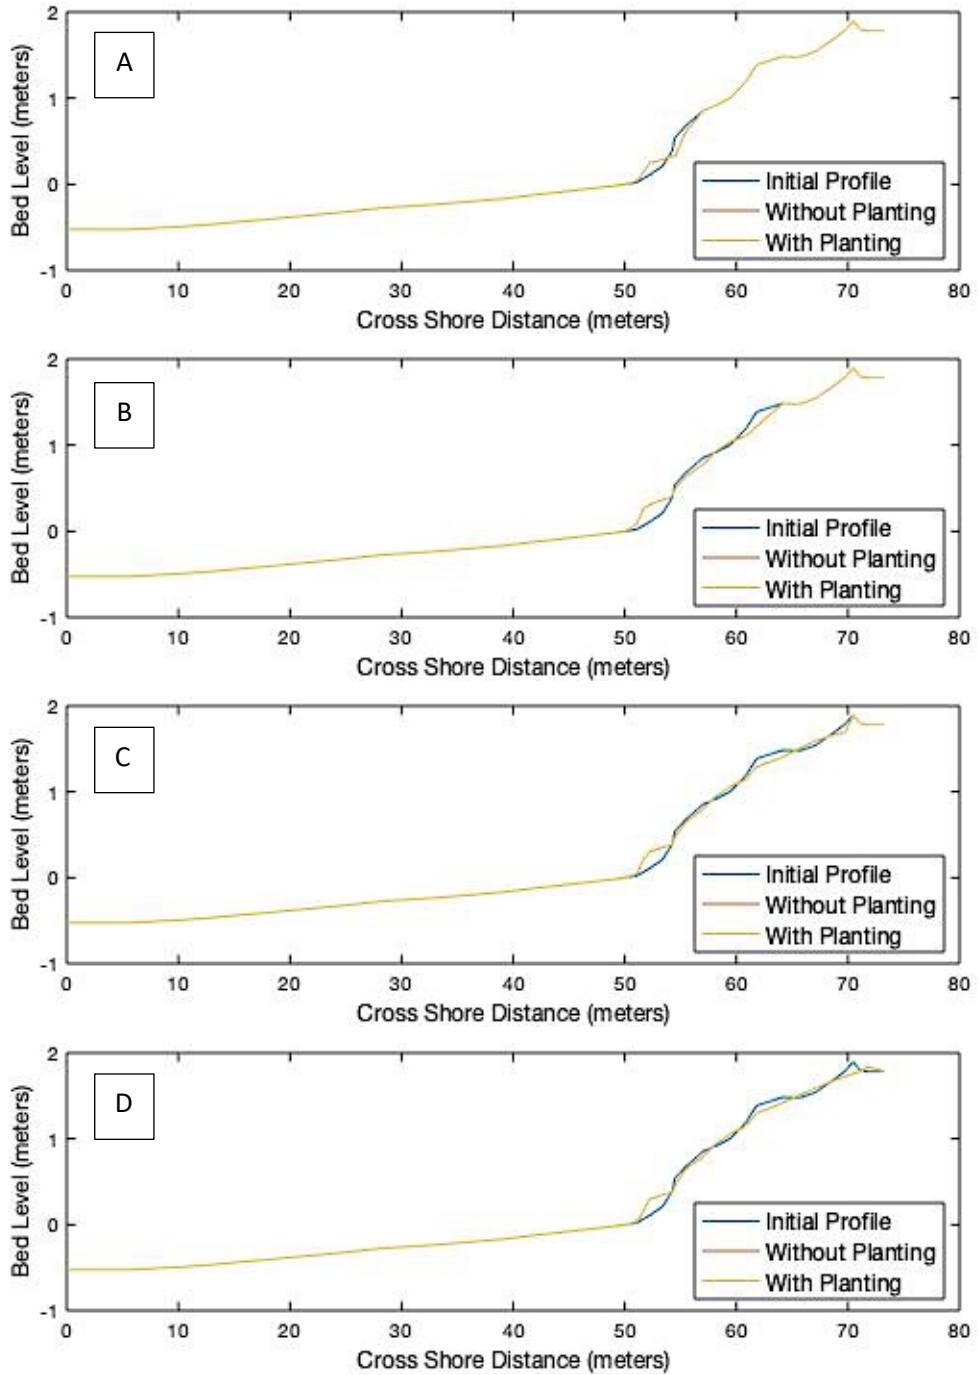 A
Bed Level (meters)
2
1
0
-1
Initial Profile
Without Planting
With Planting
0 10 20 30 40 50 60 70 80
Cross Shore Distance (meters)
B
Bed Level (meters)
2
1
0
-1
Initial Profile
Without Planting
With Planting
0 10 20 30 40 50 60 70 80
Cross Shore Distance (meters)
C
Bed Level (meters)
2
1
0
-1
Initial Profile
Without Planting
With Planting
0 10 20 30 40 50 60 70 80
Cross Shore Distance (meters)
D
Bed Level (meters)
2
1
0
-1
Initial Profile
Without Planting
With Planting
0 10 20 30 40 50 60 70 80
Cross Shore Distance (meters)